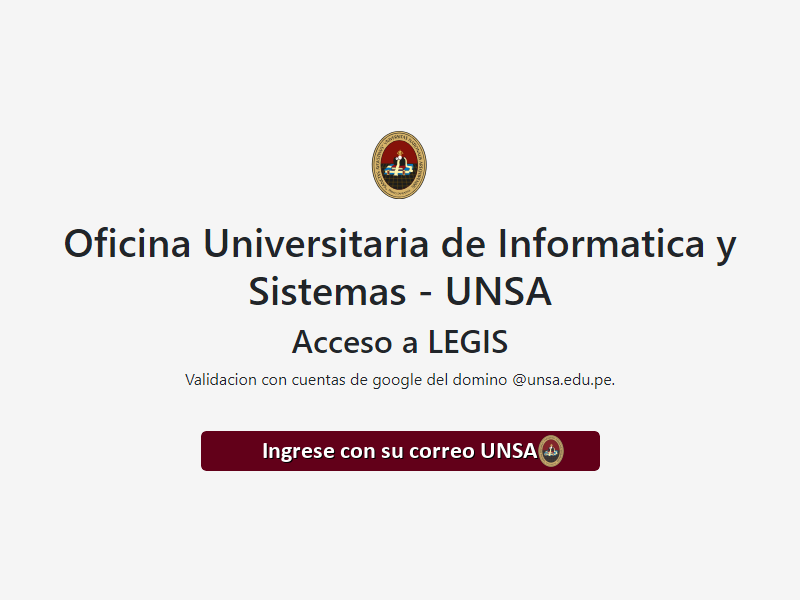 Oficina Universitaria de Informatica y
Sistemas - UNSA
Acceso a LEGIS
Validacion con cuentas de google del domino @unsa.edu.pe.
Ingrese con su correo UNSA